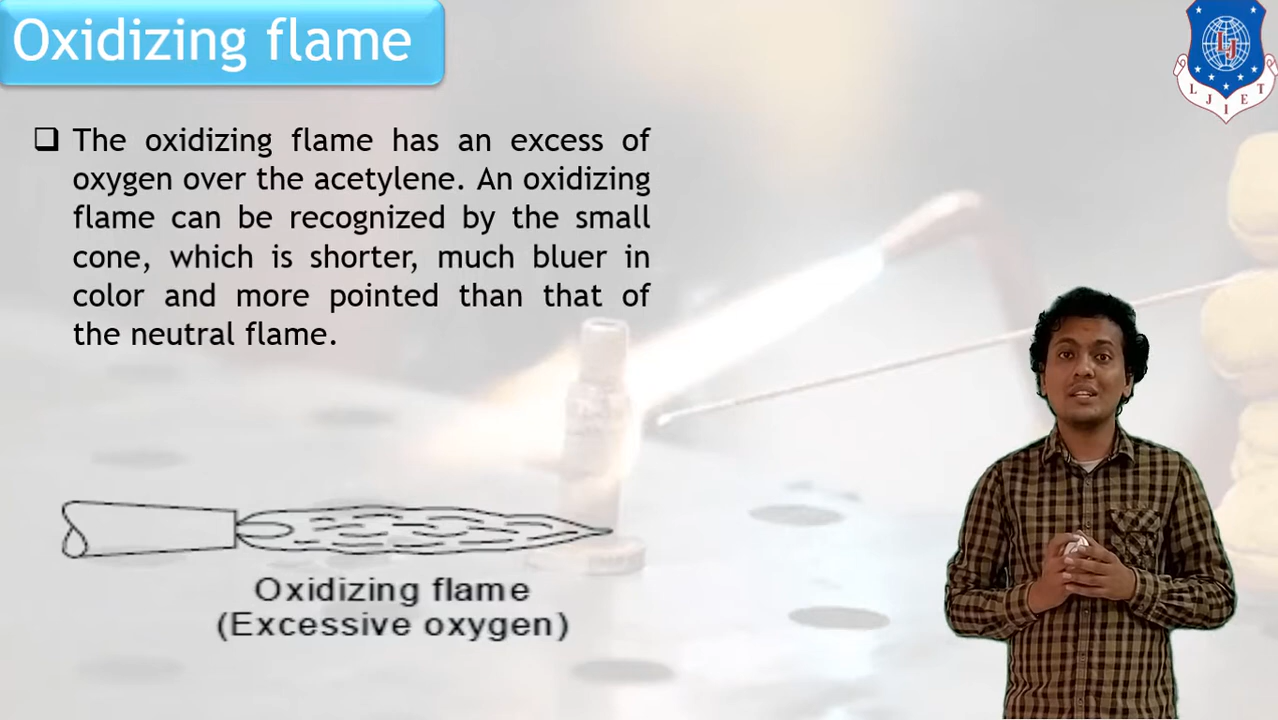 Oxidizing flame
❑ The oxidizing flame has an excess of
oxygen over the acetylene. An oxidizing
flame can be recognized by the small
cone, which is shorter, much bluer in
color and more pointed than that of
the neutral flame.
Oxidizing flame
(Excessive oxygen)
LJ
LJIET